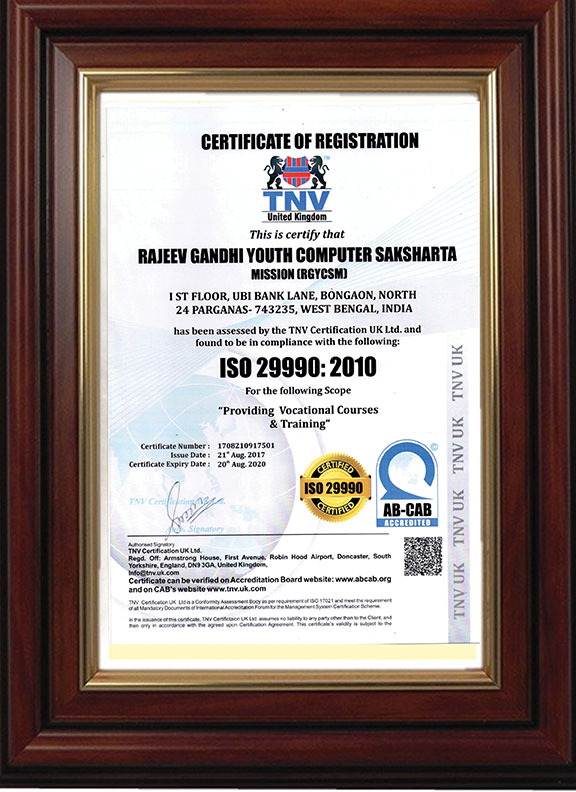 CERTIFICATE OF REGISTRATION
TNV
United Kingdom
This is certify that
RAJEEV GANDHI YOUTH COMPUTER SAKSHARTA
MISSION (RGYCSM)
1 ST FLOOR, UBI BANK LANE, BONGAON, NORTH
24 PARGANAS- 743235, WEST BENGAL, INDIA
has been assessed by the TNV Certification UK Ltd. and
found to be in compliance with the following:
ISO 29990: 2010
For the following Scope
“Providing Vocational Courses
& Training”
Certificate Number : 1708210917501
Issue Date : 21st Aug. 2017
Certificate Expiry Date : 20th Aug. 2020
CERTIFIED
ISO 29990
CERTIFIED
AB-CAB
ACCREDITED
TNV UK TNV UK TNV UK TNV UK
Signatory
Authorised Signatory
TNV Certification UK Ltd.
Regd. Off: Armstrong House, First Avenue, Robin Hood Airport, Doncaster, South
Yorkshire, England, DN9 3GA, United Kingdom,
Info@tnv.uk.com
Certificate can be verified on Accreditation Board website: www.abcab.org
and on CAB's website www.tnv.uk.com
TNV Certification UK Ltd is a Conformity Assessment Body as per requirement of ISO 17021 and meet the requirement
of all Mandatory Documents of International Accreditation Forum for the Management System Certification Scheme.
in the issuance of this certificate, TNV Certifictaion UK Ltd. assumes no liability to any party other than to the Client, and
then only in accordance with the agreed upon Certification Agreement. This certificate's validity is subject to the